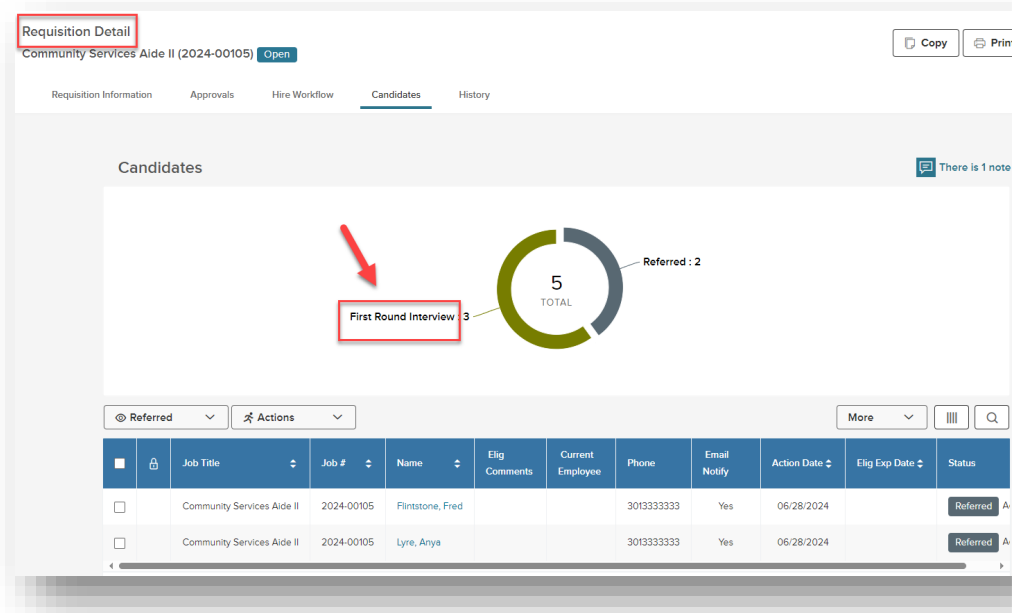 Requisition Detail
Community Services Aide II (2024-00105) Open
Copy
Print
Requisition Information Approvals Hire Workflow Candidates History
Candidates
There is 1 note
Referred : 2
5
TOTAL
First Round Interview : 3
Referred Actions More
Job Title Job # Name Elig Comments Current Employee Phone Email Notify Action Date Elig Exp Date Status
Community Services Aide II 2024-00105 Flintstone, Fred 3013333333 Yes 06/28/2024 Referred
Community Services Aide II 2024-00105 Lyre, Anya 3013333333 Yes 06/28/2024 Referred